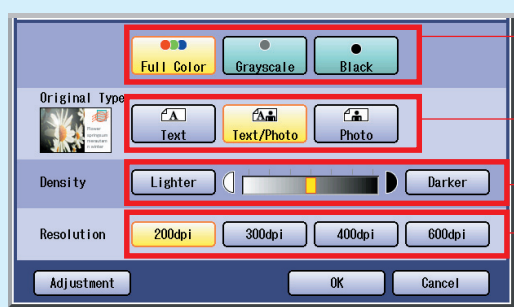 Full Color Grayscale Black
Original Type
A A
Text Text/Photo Photo
Density Lighter Darker
Resolution 200dpi 300dpi 400dpi 600dpi
Adjustment OK Cancel